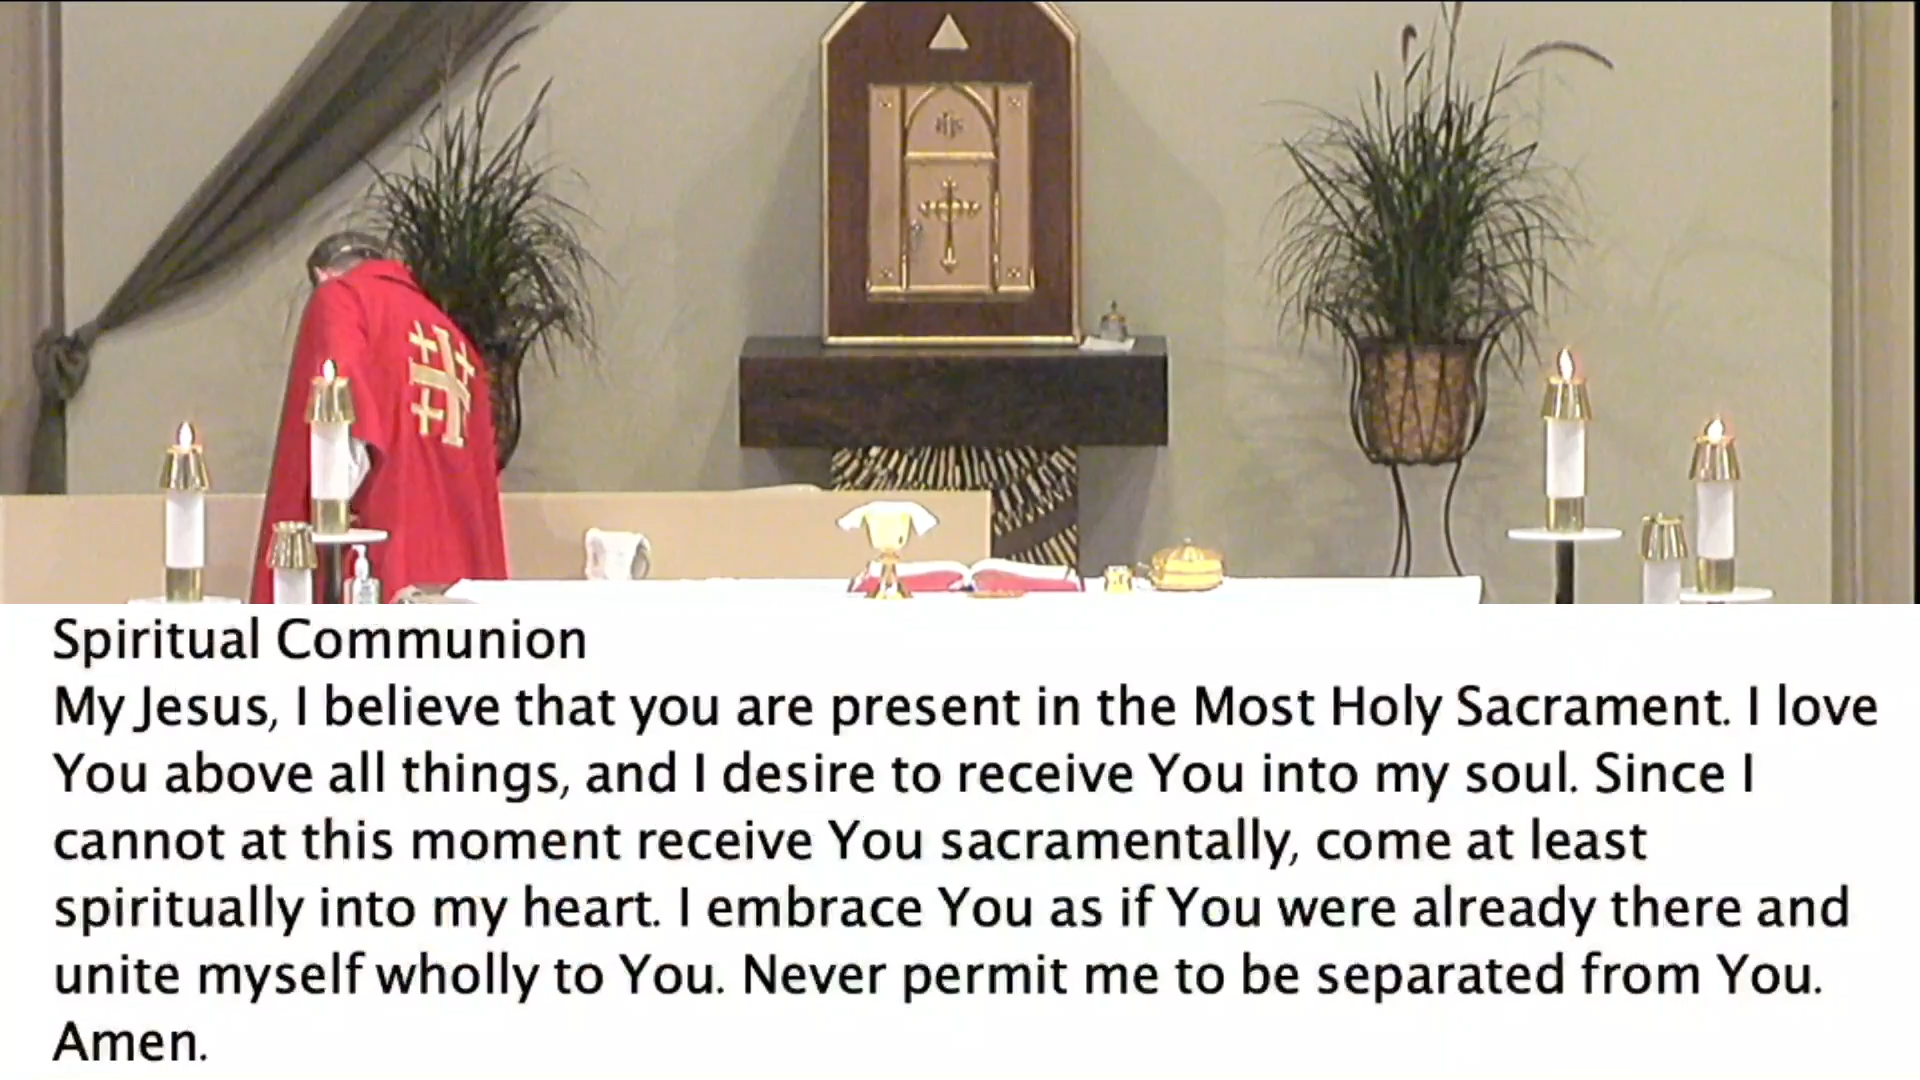 IHS
Spiritual Communion
My Jesus, I believe that you are present in the Most Holy Sacrament. I love
You above all things, and I desire to receive You into my soul. Since I
cannot at this moment receive You sacramentally, come at least
spiritually into my heart. I embrace You as if You were already there and
unite myself wholly to You. Never permit me to be separated from You.
Amen.